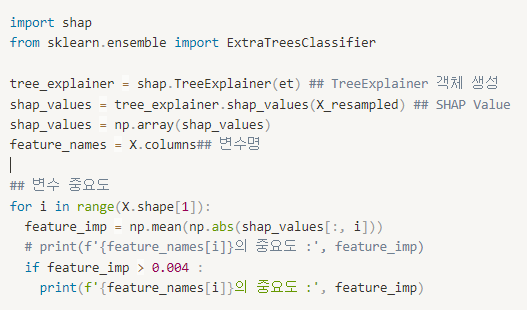 import shap
from sklearn.ensemble import ExtraTreesClassifier
tree_explainer = shap.TreeExplainer(et) ## TreeExplainer 객체 생성
shap_values = tree_explainer.shap_values(X_resampled) ## SHAP Value
shap_values = np.array(shap_values)
feature_names = X.columns## 변수명
## 변수 중요도
for i in range(X.shape[1]):
  feature_imp = np.mean(np.abs(shap_values[:, i]))
  # print(f'{feature_names[i]}의 중요도 :', feature_imp)
  if feature_imp > 0.004 :
    print(f'{feature_names[i]}의 중요도 :', feature_imp)